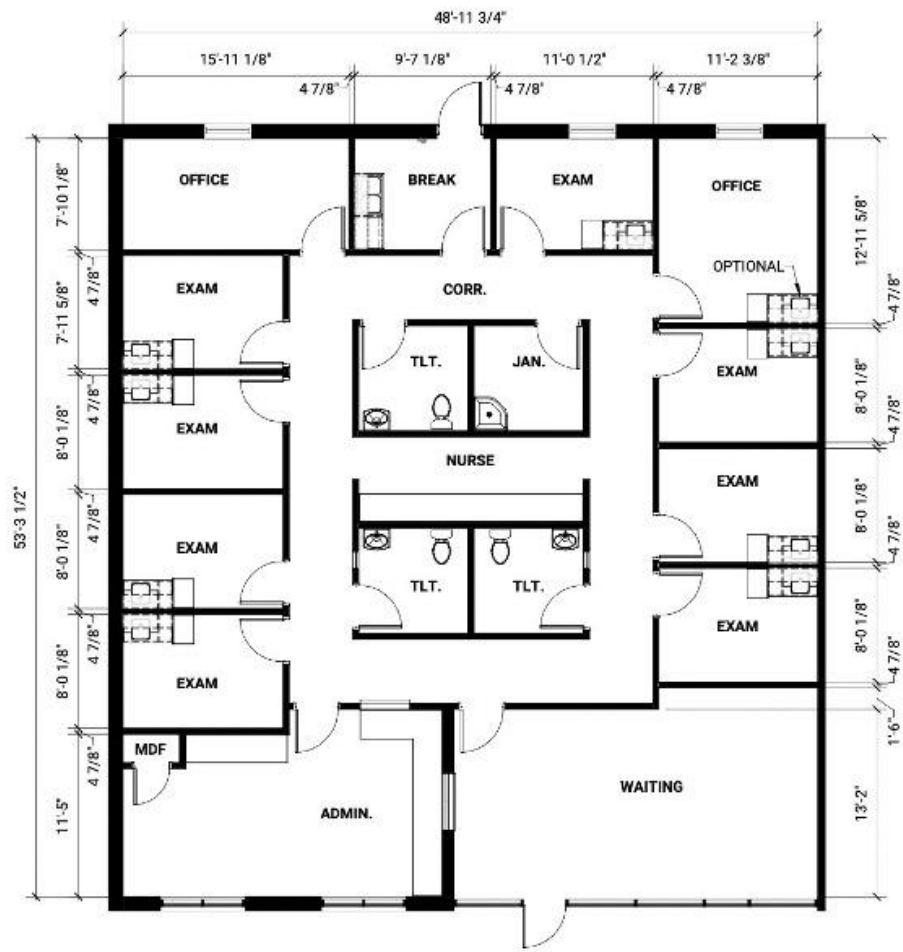 48'-11 3/4"
15'-11 1/8"
9'-7 1/8"
11'-0 1/2"
11'-2 3/8"
4 7/8"
4 7/8"
4 7/8"
OFFICE
BREAK
EXAM
OFFICE
7'-10 1/8"
12'-11 5/8"
OPTIONAL
4 7/8"
EXAM
CORR.
4 7/8"
7'-11 5/8"
TLT.
JAN.
EXAM
8'-0 1/8"
4 7/8"
EXAM
8'-0 1/8"
4 7/8"
NURSE
EXAM
8'-0 1/8"
53'-3 1/2"
4 7/8"
EXAM
8'-0 1/8"
4 7/8"
TLT.
TLT.
EXAM
8'-0 1/8"
4 7/8"
EXAM
8'-0 1/8"
4 7/8"
1'-6"
MDF
4 7/8"
11'-5"
ADMIN.
WAITING
13'-2"